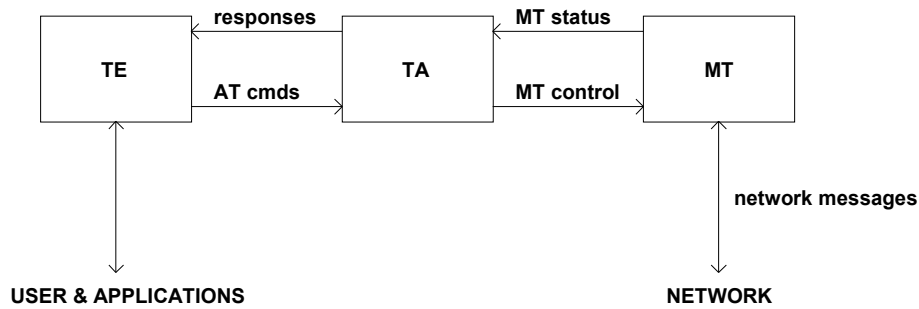 responses
MT status
TE
TA
MT
AT cmds
MT control
network messages
USER & APPLICATIONS
NETWORK